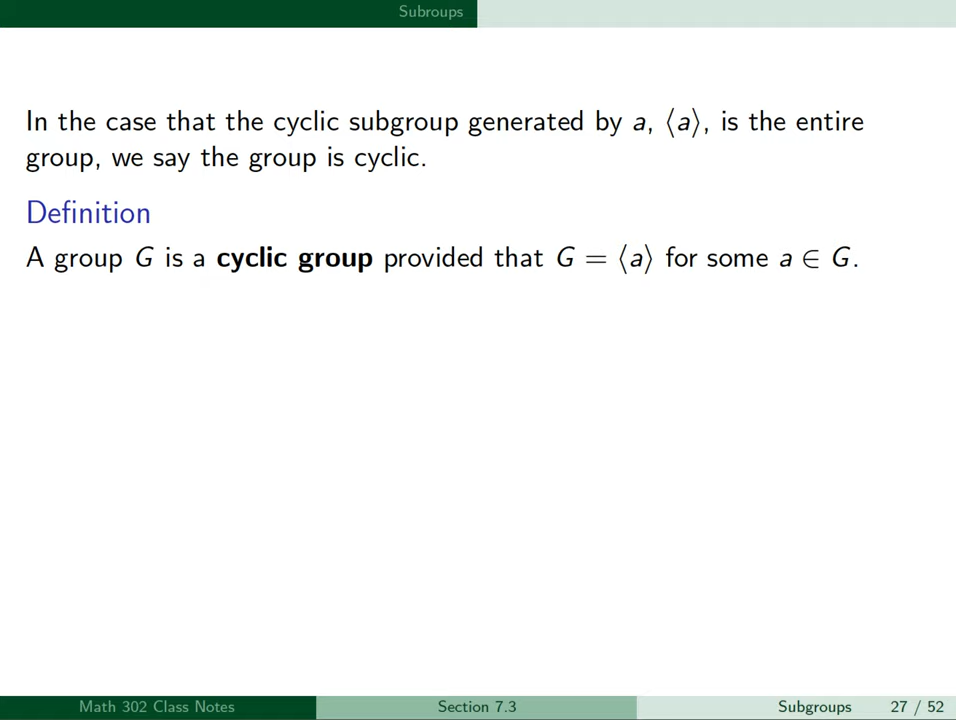 Subroups
In the case that the cyclic subgroup generated by a, ⟨a⟩, is the entire
group, we say the group is cyclic.
Definition
A group G is a cyclic group provided that G = ⟨a⟩ for some a ∈ G.
Math 302 Class Notes
Section 7.3
Subgroups
27 / 52